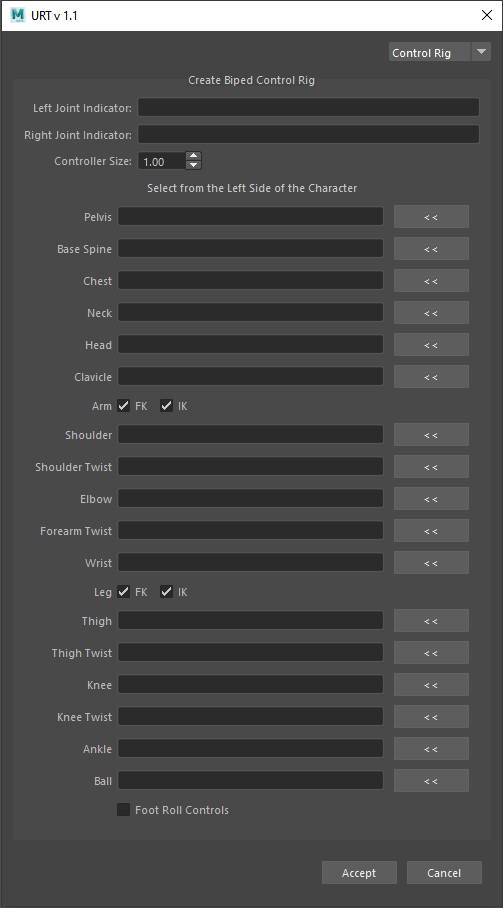 URT v 1.1
Control Rig
Create Biped Control Rig
Left Joint Indicator:
Right Joint Indicator:
Controller Size: 1.00
Select from the Left Side of the Character
Pelvis <<
Base Spine <<
Chest <<
Neck <<
Head <<
Clavicle <<
Arm FK IK
Shoulder <<
Shoulder Twist <<
Elbow <<
Forearm Twist <<
Wrist <<
Leg FK IK
Thigh <<
Thigh Twist <<
Knee <<
Knee Twist <<
Ankle <<
Ball <<
Foot Roll Controls
Accept Cancel